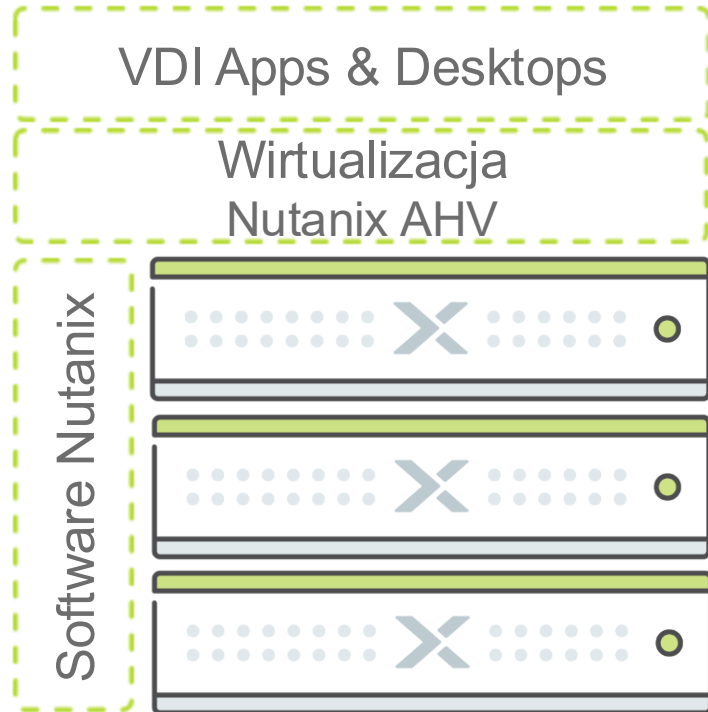 VDI Apps & Desktops
Wirtualizacja
Nutanix AHV
Software Nutanix